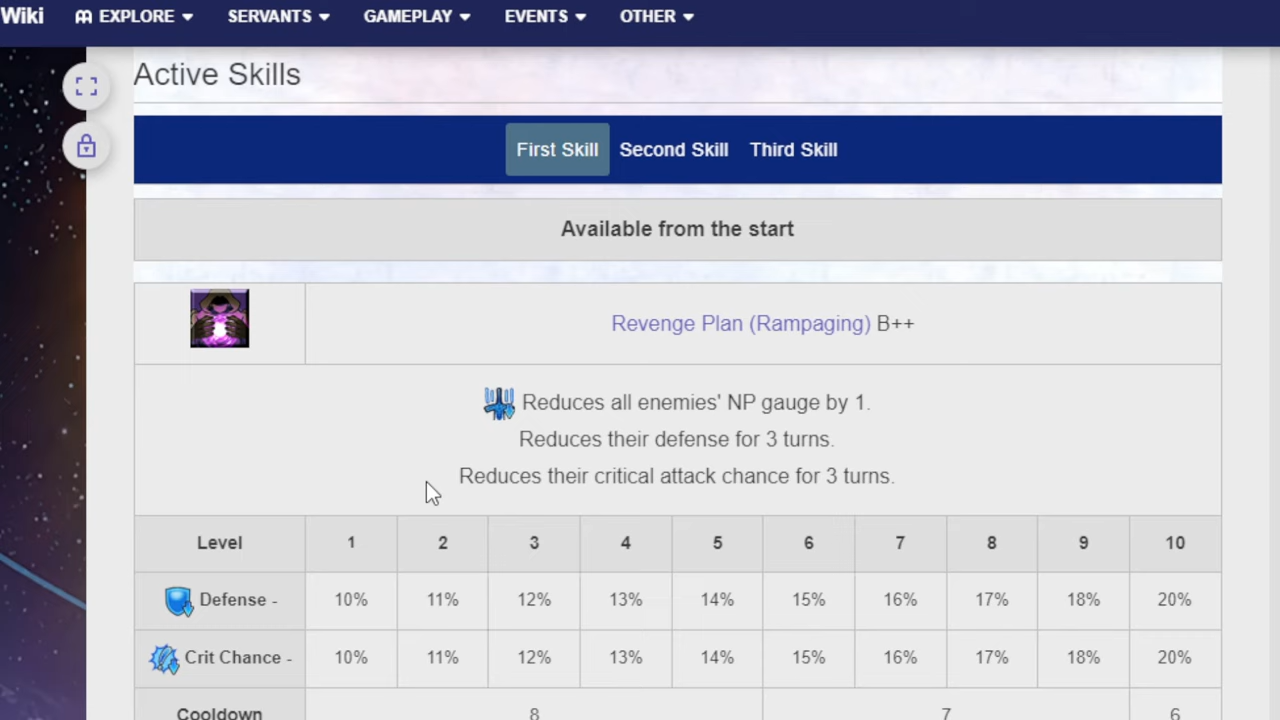 Wiki EXPLORE SERVANTS GAMEPLAY EVENTS OTHER
Active Skills
First Skill Second Skill Third Skill
Available from the start
Revenge Plan (Rampaging) B++
Reduces all enemies' NP gauge by 1.
Reduces their defense for 3 turns.
Reduces their critical attack chance for 3 turns.
Level 1 2 3 4 5 6 7 8 9 10
Defense - 10% 11% 12% 13% 14% 15% 16% 17% 18% 20%
Crit Chance - 10% 11% 12% 13% 14% 15% 16% 17% 18% 20%
Cooldown 8 7 6